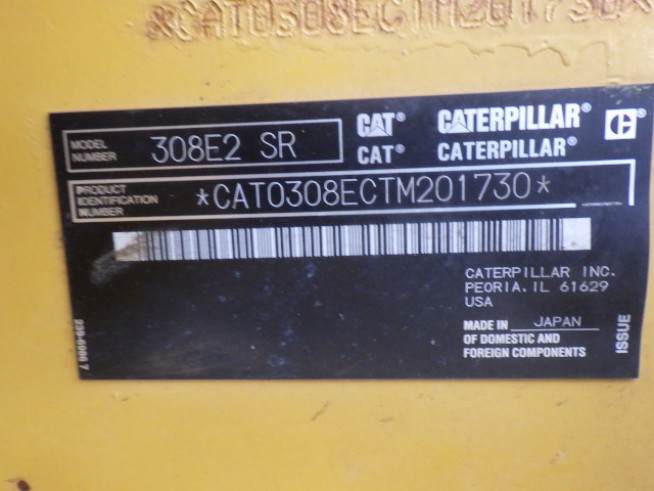 *CAT0308ECTM201730*
MODEL NUMBER 308E2 SR
CAT® CATERPILLAR®
CAT® CATERPILLAR®
PRODUCT IDENTIFICATION NUMBER *CAT0308ECTM201730*
CATERPILLAR INC.
PEORIA, IL 61629
USA
MADE IN JAPAN
OF DOMESTIC AND
FOREIGN COMPONENTS
ISSUE